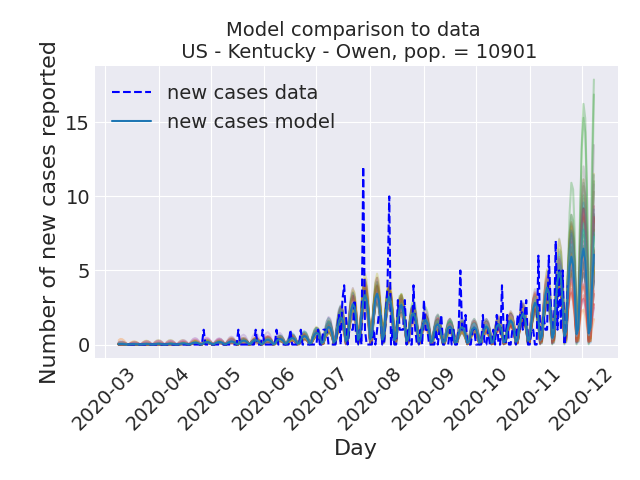 Model comparison to data
US - Kentucky - Owen, pop. = 10901
new cases data
new cases model
Number of new cases reported
15
10
5
0
2020-03
2020-04
2020-05
2020-06
2020-07
2020-08
2020-09
2020-10
2020-11
2020-12
Day